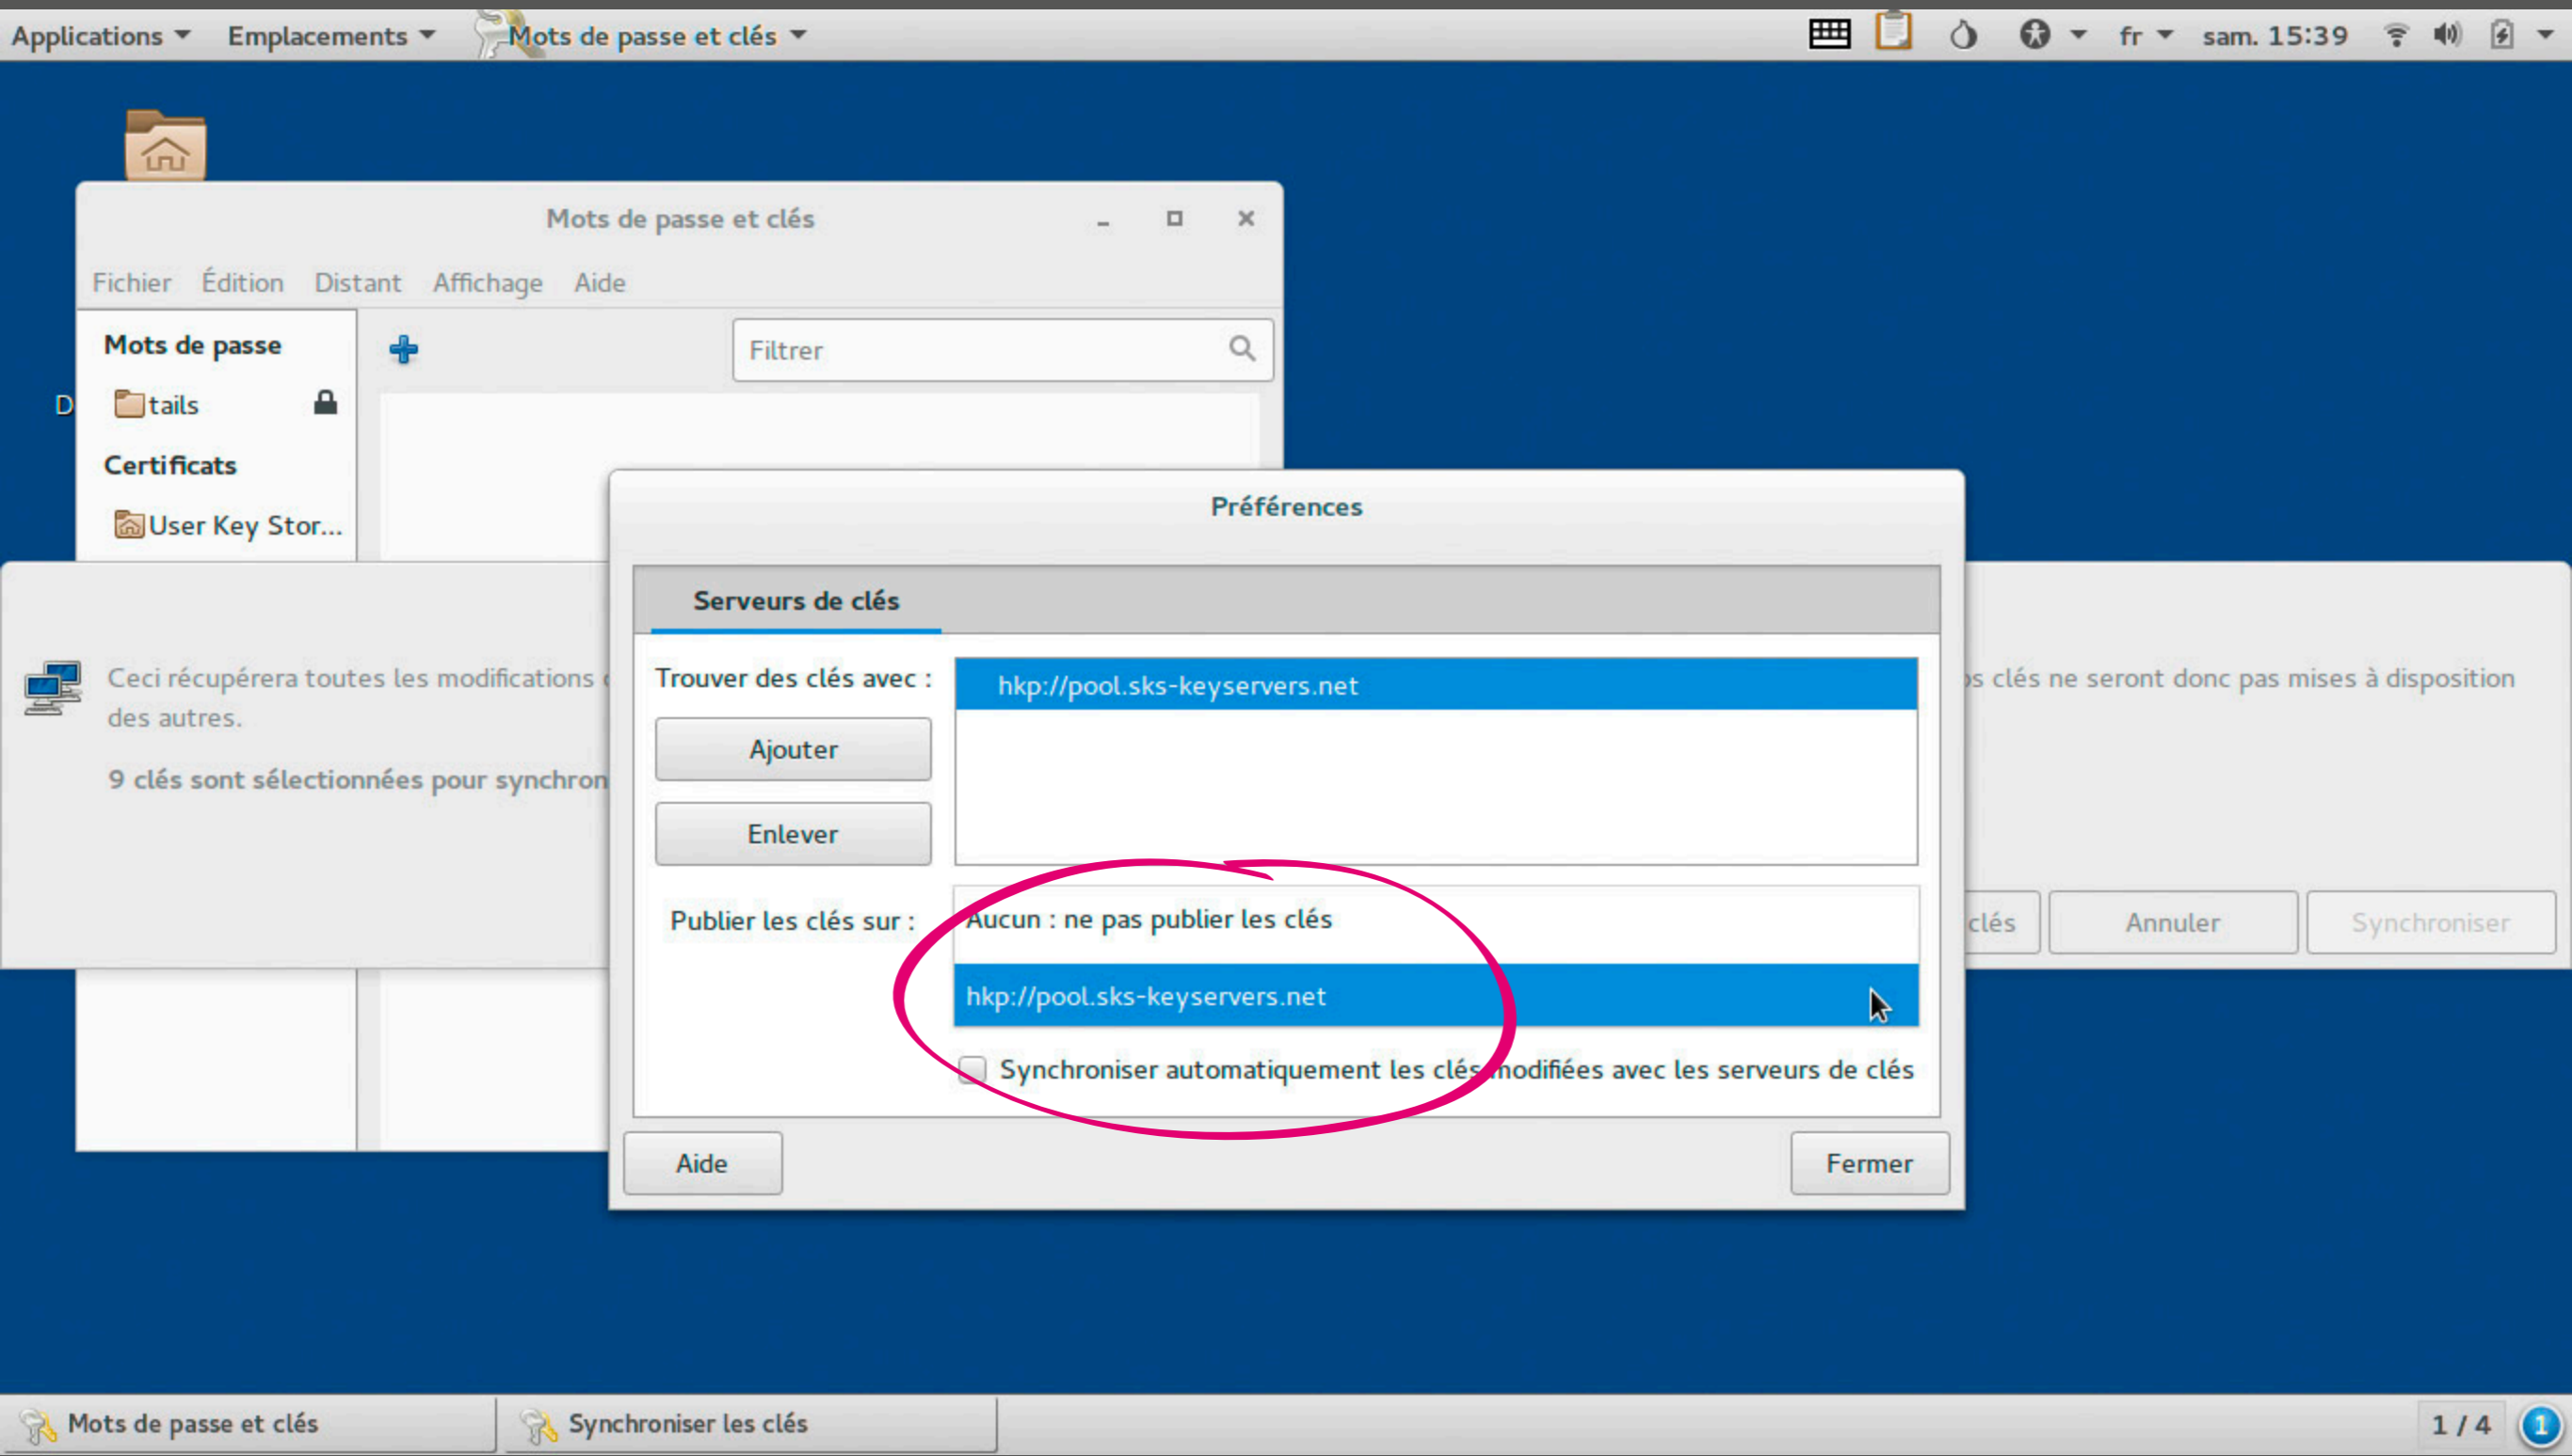 Applications Emplacements Mots de passe et clés fr sam. 15:39
Mots de passe et clés
Fichier Édition Distant Affichage Aide
Mots de passe
Filtrer
D
tails
Certificats
User Key Stor...
Préférences
Serveurs de clés
Ceci récupérera toutes les modifications
des autres.
9 clés sont sélectionnées pour synchron
Trouver des clés avec :
hkp://pool.sks-keyservers.net
Ajouter
Enlever
Publier les clés sur :
Aucun : ne pas publier les clés
hkp://pool.sks-keyservers.net
Synchroniser automatiquement les clés modifiées avec les serveurs de clés
Aide
Fermer
os clés ne seront donc pas mises à disposition
clés
Annuler
Synchroniser
Mots de passe et clés
Synchroniser les clés
1 / 4
1